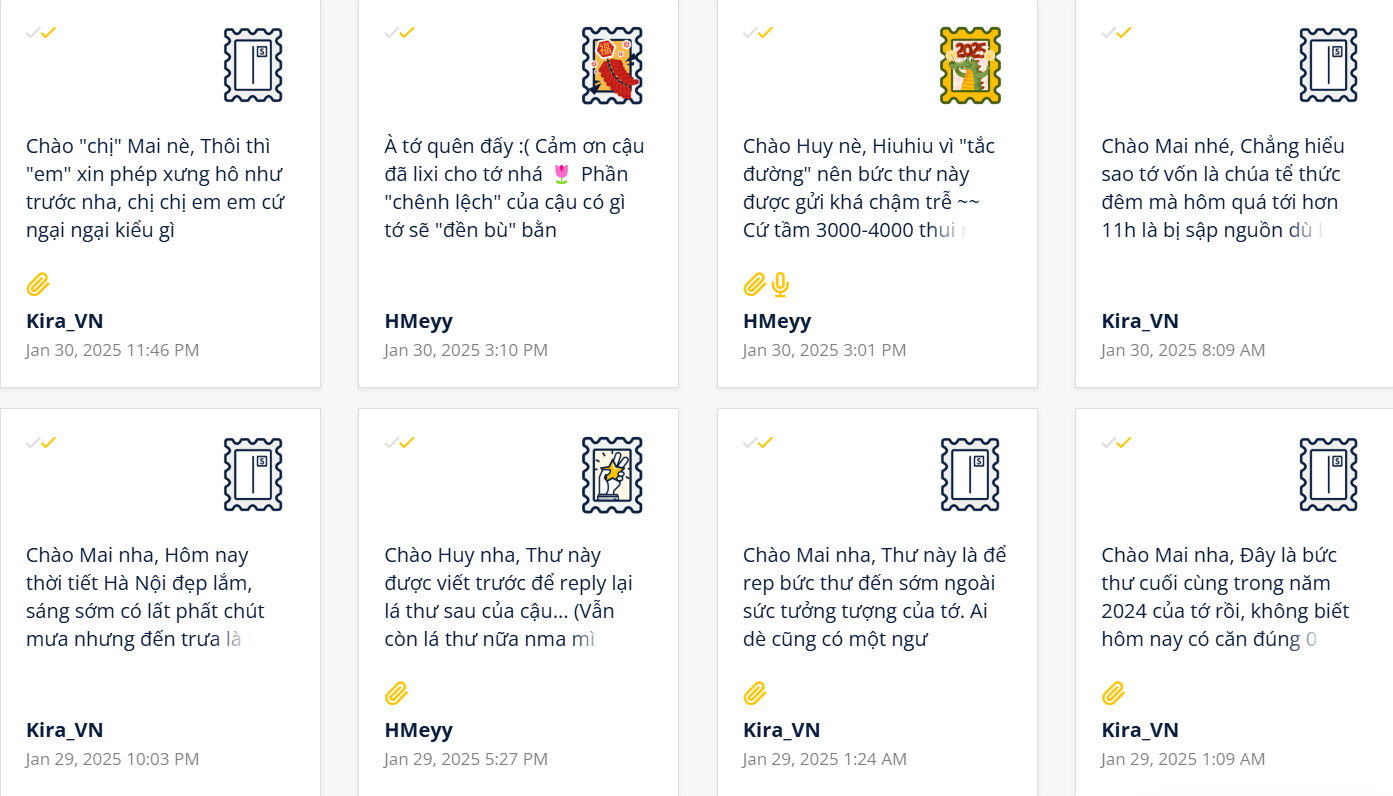 Chào "chị" Mai nè, Thôi thì
"em" xin phép xưng hô như
trước nha, chị chị em em cứ
ngại ngại kiểu gì
Kira_VN
Jan 30, 2025 11:46 PM
福
À tớ quên đấy :( Cảm ơn cậu
đã lixi cho tớ nhá 🌷 Phần
"chênh lệch" của cậu có gì
tớ sẽ "đền bù" bằn
HMeyy
Jan 30, 2025 3:10 PM
2025
Chào Huy nè, Hiuhiu vì "tắc
đường" nên bức thư này
được gửi khá chậm trễ ~~
Cứ tầm 3000-4000 thui
HMeyy
Jan 30, 2025 3:01 PM
S
Chào Mai nhé, Chẳng hiểu
sao tớ vốn là chúa tể thức
đêm mà hôm quá tới hơn
11h là bị sập nguồn dù
Kira_VN
Jan 30, 2025 8:09 AM
Chào Mai nha, Hôm nay
thời tiết Hà Nội đẹp lắm,
sáng sớm có lất phất chút
mưa nhưng đến trưa là
Kira_VN
Jan 29, 2025 10:03 PM
Chào Huy nha, Thư này
được viết trước để reply lại
lá thư sau của cậu... (Vẫn
còn lá thư nữa nma mì
HMeyy
Jan 29, 2025 5:27 PM
Chào Mai nha, Thư này là để
rep bức thư đến sớm ngoài
sức tưởng tượng của tớ. Ai
dè cũng có một ngư
Kira_VN
Jan 29, 2025 1:24 AM
Chào Mai nha, Đây là bức
thư cuối cùng trong năm
2024 của tớ rồi, không biết
hôm nay có căn đúng 0
Kira_VN
Jan 29, 2025 1:09 AM